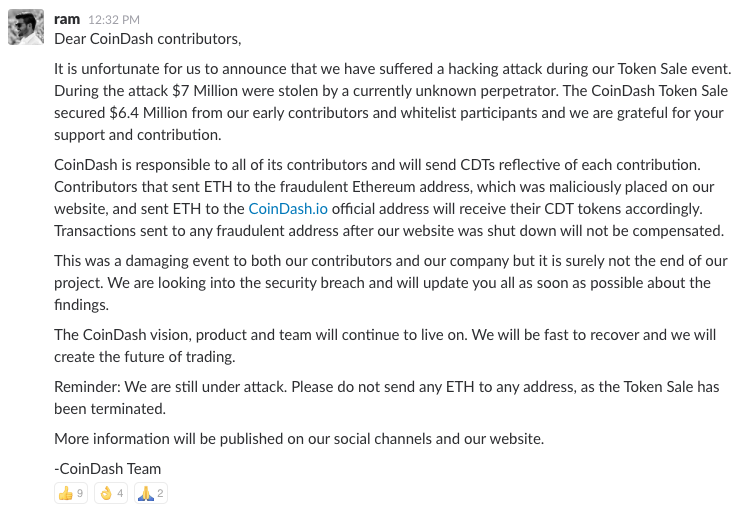 ram 12:32 PM
Dear CoinDash contributors,
It is unfortunate for us to announce that we have suffered a hacking attack during our Token Sale event.
During the attack $7 Million were stolen by a currently unknown perpetrator. The CoinDash Token Sale
secured $6.4 Million from our early contributors and whitelist participants and we are grateful for your
support and contribution.
CoinDash is responsible to all of its contributors and will send CDTs reflective of each contribution.
Contributors that sent ETH to the fraudulent Ethereum address, which was maliciously placed on our
website, and sent ETH to the CoinDash.io official address will receive their CDT tokens accordingly.
Transactions sent to any fraudulent address after our website was shut down will not be compensated.
This was a damaging event to both our contributors and our company but it is surely not the end of our
project. We are looking into the security breach and will update you all as soon as possible about the
findings.
The CoinDash vision, product and team will continue to live on. We will be fast to recover and we will
create the future of trading.
Reminder: We are still under attack. Please do not send any ETH to any address, as the Token Sale has
been terminated.
More information will be published on our social channels and our website.
-CoinDash Team
9 4 2